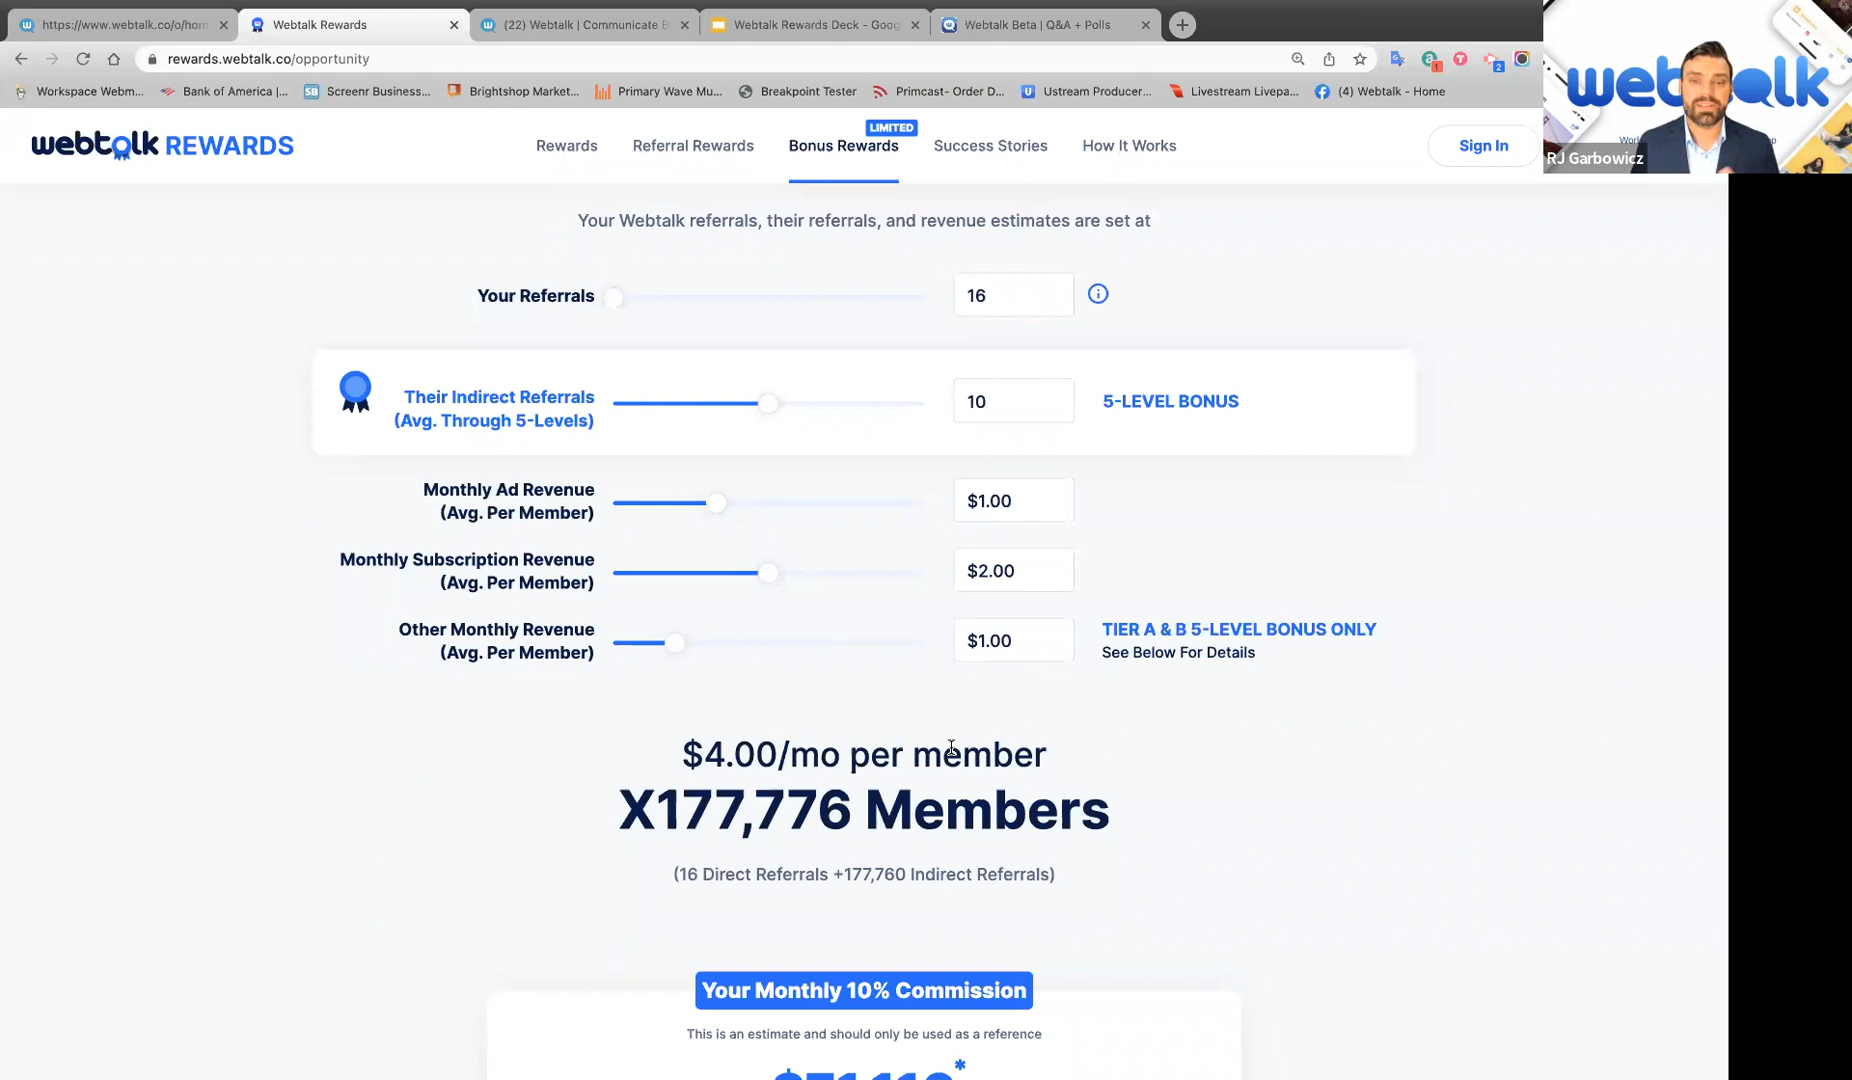 https://www.webtalk.co/o/hom
Webtalk Rewards
(22) Webtalk | Communicate B
Webtalk Rewards Deck - Goog
Webtalk Beta | Q&A + Polls
rewards.webtalk.co/opportunity
Workspace Webm...
Bank of America |...
Screenr Business...
Brightshop Market...
Primary Wave Mu...
Breakpoint Tester
Primcast- Order D...
Ustream Producer...
Livestream Livepa...
(4) Webtalk - Home
webtalk
RJ Garbowicz
webtalk REWARDS
Rewards
Referral Rewards
LIMITED
Bonus Rewards
Success Stories
How It Works
Sign In
Your Webtalk referrals, their referrals, and revenue estimates are set at
Your Referrals
16
Their Indirect Referrals
(Avg. Through 5-Levels)
10
5-LEVEL BONUS
Monthly Ad Revenue
(Avg. Per Member)
$1.00
Monthly Subscription Revenue
(Avg. Per Member)
$2.00
Other Monthly Revenue
(Avg. Per Member)
$1.00
TIER A & B 5-LEVEL BONUS ONLY
See Below For Details
$4.00/mo per member
X177,776 Members
(16 Direct Referrals +177,760 Indirect Referrals)
Your Monthly 10% Commission
This is an estimate and should only be used as a reference